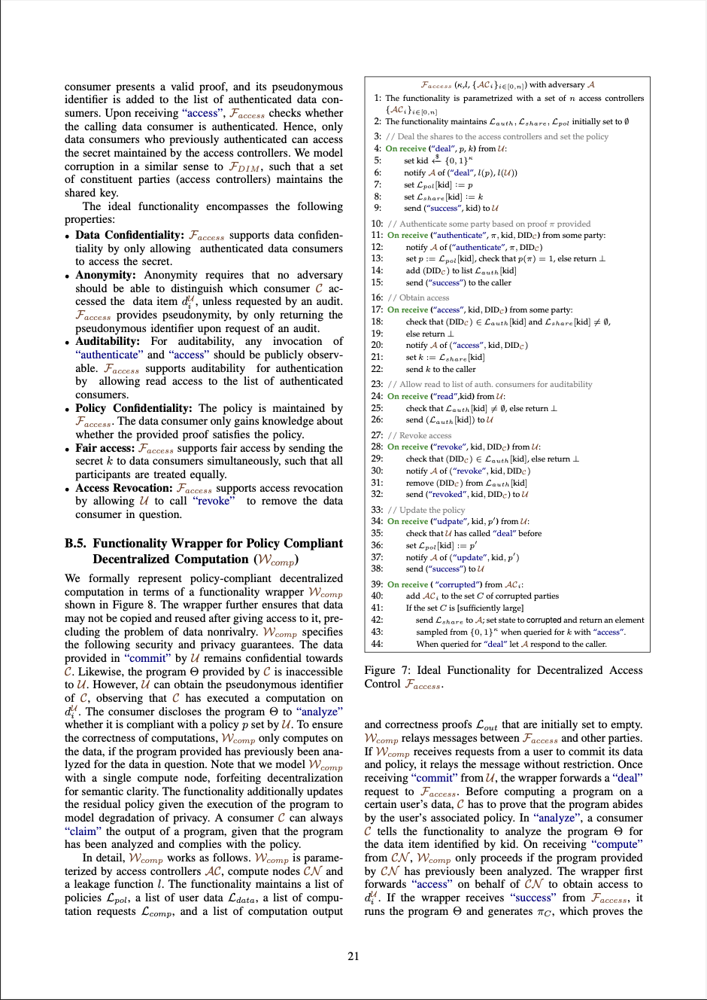 consumer presents a valid proof, and its pseudonymous
identifier is added to the list of authenticated data con-
sumers. Upon receiving “access”, ℱ_access checks whether
the calling data consumer is authenticated. Hence, only
data consumers who previously authenticated can access
the secret maintained by the access controllers. We model
corruption in a similar sense to ℱ_DIM, such that a set
of constituent parties (access controllers) maintains the
shared key.
The ideal functionality encompasses the following
properties:
• Data Confidentiality: ℱ_access supports data confiden-
tiality by only allowing authenticated data consumers
to access the secret.
• Anonymity: Anonymity requires that no adversary
should be able to distinguish which consumer 𝒞 ac-
cessed the data item d_i^𝒰, unless requested by an audit.
ℱ_access provides pseudonymity, by only returning the
pseudonymous identifier upon request of an audit.
• Auditability: For auditability, any invocation of
“authenticate” and “access” should be publicly observ-
able. ℱ_access supports auditability for authentication
by allowing read access to the list of authenticated
consumers.
• Policy Confidentiality: The policy is maintained by
ℱ_access. The data consumer only gains knowledge about
whether the provided proof satisfies the policy.
• Fair access: ℱ_access supports fair access by sending the
secret k to data consumers simultaneously, such that all
participants are treated equally.
• Access Revocation: ℱ_access supports access revocation
by allowing 𝒰 to call “revoke” to remove the data
consumer in question.
B.5. Functionality Wrapper for Policy Compliant
Decentralized Computation (𝒲_comp)
We formally represent policy-compliant decentralized
computation in terms of a functionality wrapper 𝒲_comp
shown in Figure 8. The wrapper further ensures that data
may not be copied and reused after giving access to it, pre-
cluding the problem of data nonrivalry. 𝒲_comp specifies
the following security and privacy guarantees. The data
provided in “commit” by 𝒰 remains confidential towards
𝒞. Likewise, the program Θ provided by 𝒞 is inaccessible
to 𝒰. However, 𝒰 can obtain the pseudonymous identifier
of 𝒞, observing that 𝒞 has executed a computation on
d_i^𝒰. The consumer discloses the program Θ to “analyze”
whether it is compliant with a policy p set by 𝒰. To ensure
the correctness of computations, 𝒲_comp only computes on
the data, if the program provided has previously been ana-
lyzed for the data in question. Note that we model 𝒲_comp
with a single compute node, forfeiting decentralization
for semantic clarity. The functionality additionally updates
the residual policy given the execution of the program to
model degradation of privacy. A consumer 𝒞 can always
“claim” the output of a program, given that the program
has been analyzed and complies with the policy.
In detail, 𝒲_comp works as follows. 𝒲_comp is parame-
terized by access controllers 𝒜𝒞, compute nodes 𝒞𝒩 and
a leakage function l. The functionality maintains a list of
policies ℒ_pol, a list of user data ℒ_data, a list of compu-
tation requests ℒ_comp, and a list of computation output
ℱ_access (κ,l, {𝒜𝒞_i}_i∈[0,n]) with adversary 𝒜
1: The functionality is parametrized with a set of n access controllers
{𝒜𝒞_i}_i∈[0,n]
2: The functionality maintains ℒ_auth, ℒ_share, ℒ_pol initially set to ∅
3: // Deal the shares to the access controllers and set the policy
4: On receive (“deal”, p, k) from 𝒰:
5: set kid ←$ {0, 1}^κ
6: notify 𝒜 of (“deal”, l(p), l(𝒰))
7: set ℒ_pol[kid] := p
8: set ℒ_share[kid] := k
9: send (“success”, kid) to 𝒰
10: // Authenticate some party based on proof π provided
11: On receive (“authenticate”, π, kid, DID_𝒞) from some party:
12: notify 𝒜 of (“authenticate”, π, DID_𝒞)
13: set p := ℒ_pol[kid], check that p(π) = 1, else return ⊥
14: add (DID_𝒞) to list ℒ_auth[kid]
15: send (“success”) to the caller
16: // Obtain access
17: On receive (“access”, kid, DID_𝒞) from some party:
18: check that (DID_𝒞) ∈ ℒ_auth[kid] and ℒ_share[kid] ≠ ∅,
19: else return ⊥
20: notify 𝒜 of (“access”, kid, DID_𝒞)
21: set k := ℒ_share[kid]
22: send k to the caller
23: // Allow read to list of auth. consumers for auditability
24: On receive (“read”,kid) from 𝒰:
25: check that ℒ_auth[kid] ≠ ∅, else return ⊥
26: send (ℒ_auth[kid]) to 𝒰
27: // Revoke access
28: On receive (“revoke”, kid, DID_𝒞) from 𝒰:
29: check that (DID_𝒞) ∈ ℒ_auth[kid], else return ⊥
30: notify 𝒜 of (“revoke”, kid, DID_𝒞)
31: remove (DID_𝒞) from ℒ_auth[kid]
32: send (“revoked”, kid, DID_𝒞) to 𝒰
33: // Update the policy
34: On receive (“udpate”, kid, p′) from 𝒰:
35: check that 𝒰 has called “deal” before
36: set ℒ_pol[kid] := p′
37: notify 𝒜 of (“update”, kid, p′)
38: send (“success”) to 𝒰
39: On receive ( “corrupted”) from 𝒜𝒞_i:
40: add 𝒜𝒞_i to the set C of corrupted parties
41: If the set C is [sufficiently large]
42: send ℒ_share to 𝒜; set state to corrupted and return an element
43: sampled from {0, 1}^κ when queried for k with “access”.
44: When queried for “deal” let 𝒜 respond to the caller.
Figure 7: Ideal Functionality for Decentralized Access
Control ℱ_access.
and correctness proofs ℒ_out that are initially set to empty.
𝒲_comp relays messages between ℱ_access and other parties.
If 𝒲_comp receives requests from a user to commit its data
and policy, it relays the message without restriction. Once
receiving “commit” from 𝒰, the wrapper forwards a “deal”
request to ℱ_access. Before computing a program on a
certain user’s data, 𝒞 has to prove that the program abides
by the user’s associated policy. In “analyze”, a consumer
𝒞 tells the functionality to analyze the program Θ for
the data item identified by kid. On receiving “compute”
from 𝒞𝒩, 𝒲_comp only proceeds if the program provided
by 𝒞𝒩 has previously been analyzed. The wrapper first
forwards “access” on behalf of 𝒞𝒩 to obtain access to
d_i^𝒰. If the wrapper receives “success” from ℱ_access, it
runs the program Θ and generates π_C, which proves the
21